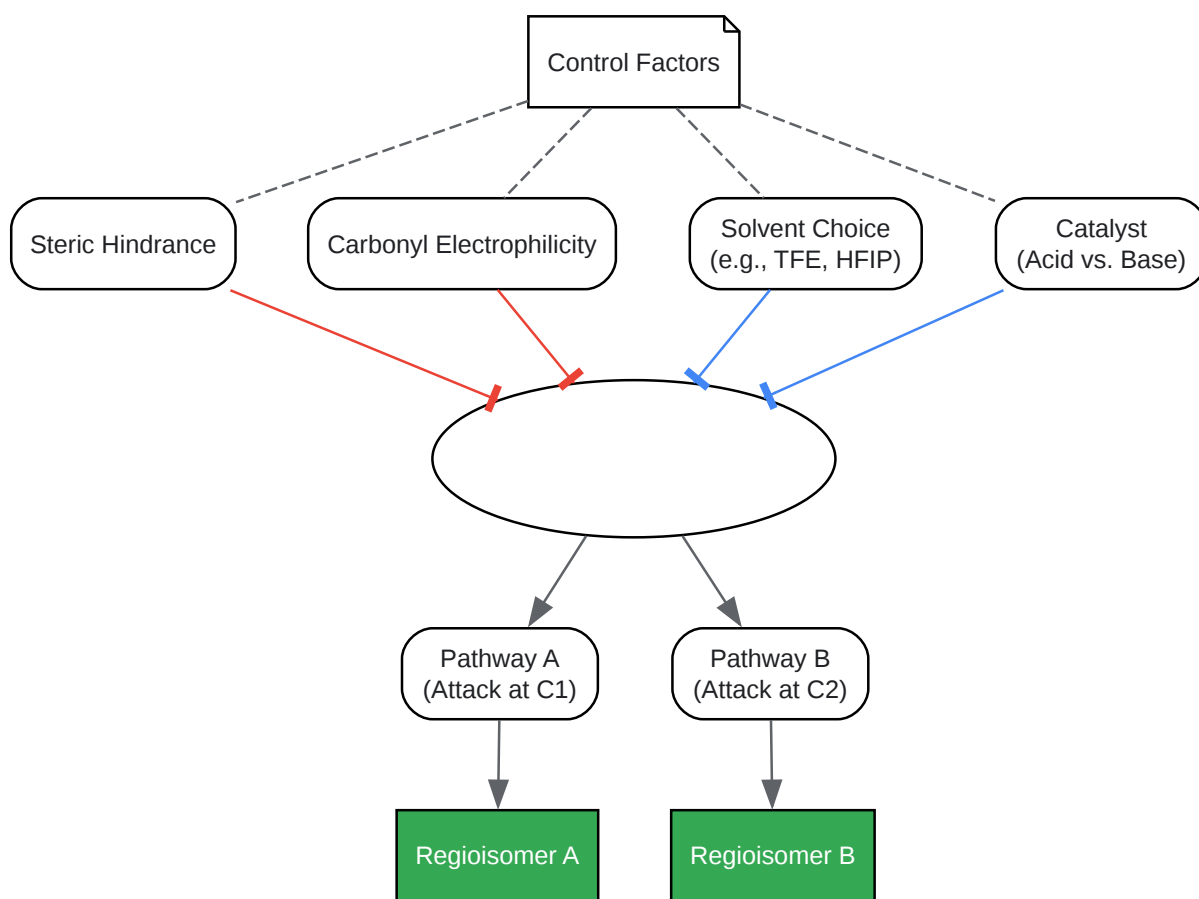 Control Factors
Steric Hindrance
Carbonyl Electrophilicity
Solvent Choice
(e.g., TFE, HFIP)
Catalyst
(Acid vs. Base)
Pathway A
(Attack at C1)
Pathway B
(Attack at C2)
Regioisomer A
Regioisomer B